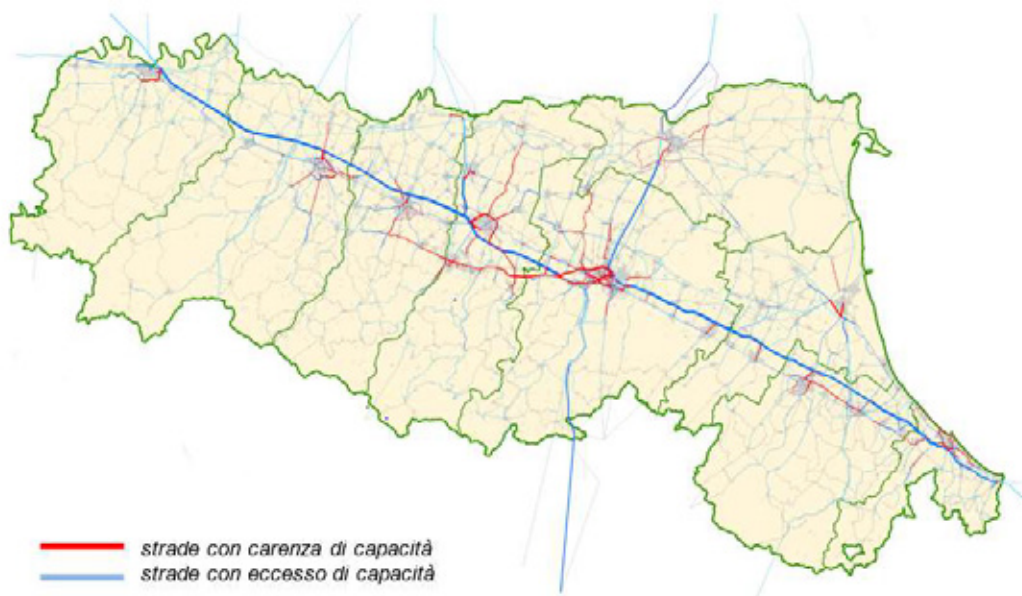 strade con carenza di capacità
strade con eccesso di capacità